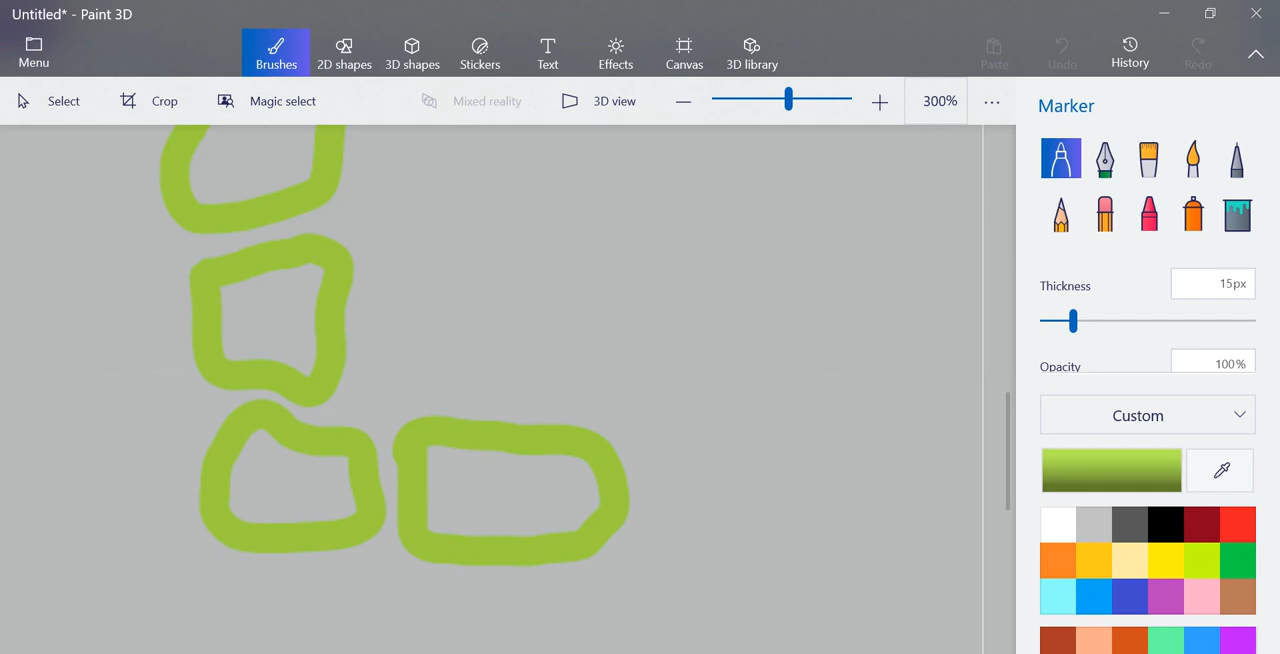 Untitled* - Paint 3D
Menu
Brushes
2D shapes
3D shapes
Stickers
Text
Effects
Canvas
3D library
Paste
Undo
History
Redo
Select
Crop
Magic select
Mixed reality
3D view
300%
Marker
Thickness
15px
Opacity
100%
Custom